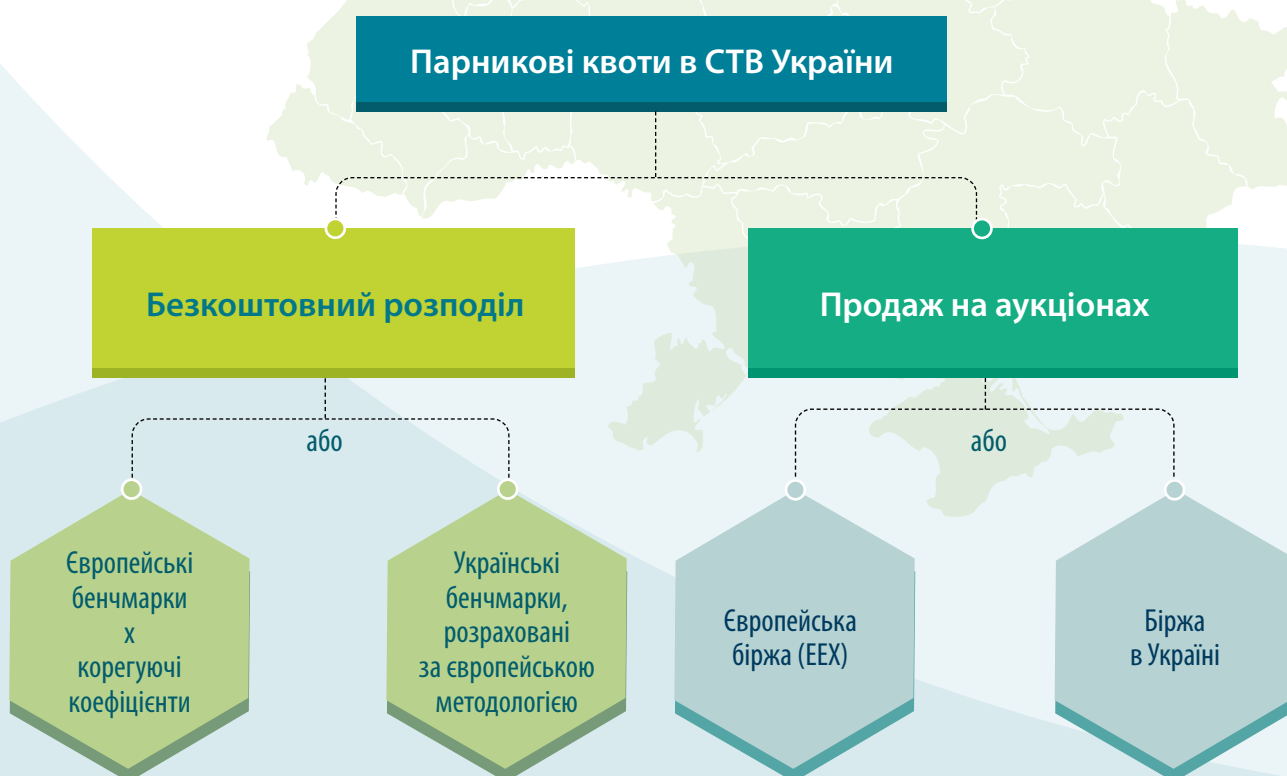 Парникові квоти в СТВ України
Безкоштовний розподіл
Продаж на аукціонах
або
або
Європейські
бенчмарки
х
корегуючі
коефіцієнти
Українські
бенчмарки,
розраховані
за європейською
методологією
Європейська
біржа (ЕЕХ)
Біржа
в Україні